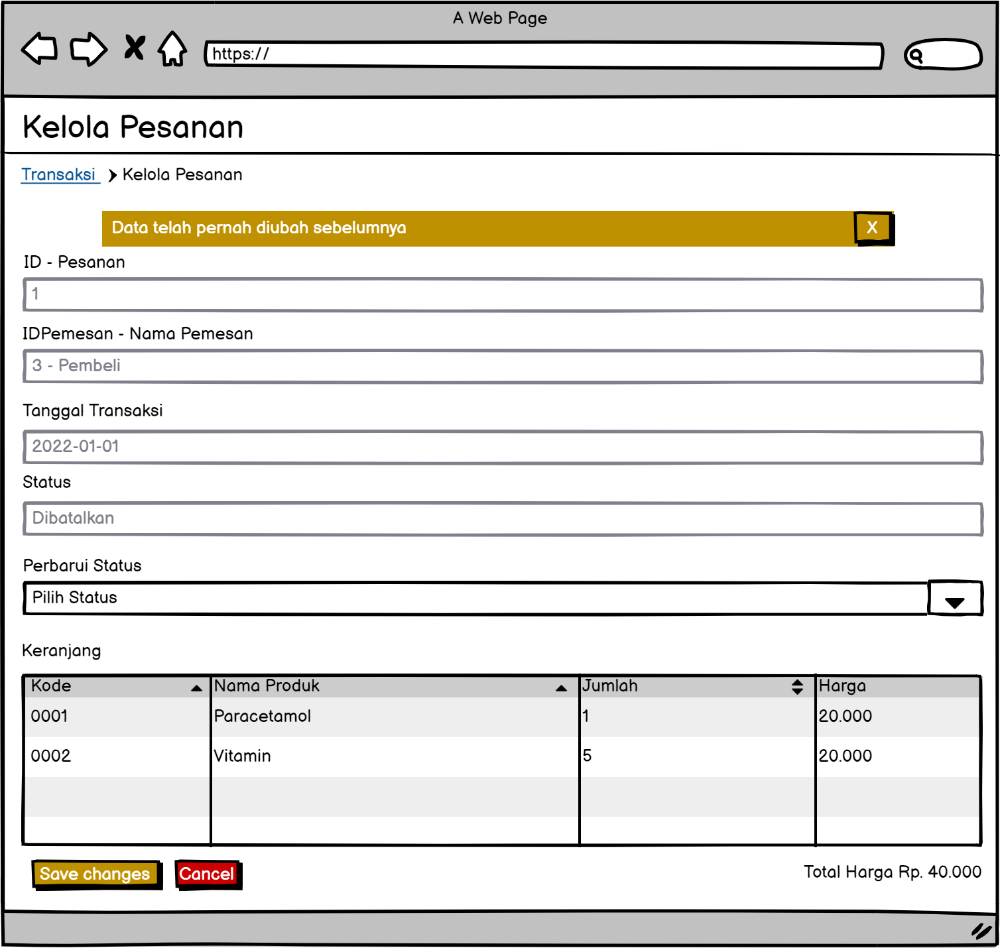 A Web Page
https://
Kelola Pesanan
Transaksi Kelola Pesanan
Data telah pernah diubah sebelumnya X
ID - Pesanan
1
IDPemesan - Nama Pemesan
3 - Pembeli
Tanggal Transaksi
2022-01-01
Status
Dibatalkan
Perbarui Status
Pilih Status
Keranjang
Kode Nama Produk Jumlah Harga
0001 Paracetamol 1 20.000
0002 Vitamin 5 20.000
Save changes Cancel Total Harga Rp. 40.000